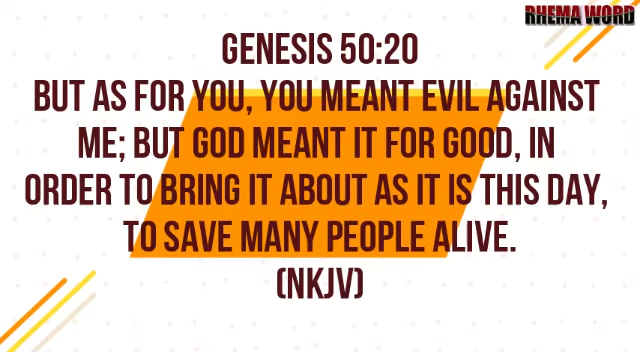 RHEMA WORD
GENESIS 50:20
BUT AS FOR YOU, YOU MEANT EVIL AGAINST
ME; BUT GOD MEANT IT FOR GOOD, IN
ORDER TO BRING IT ABOUT AS IT IS THIS DAY,
TO SAVE MANY PEOPLE ALIVE.
(NKJV)